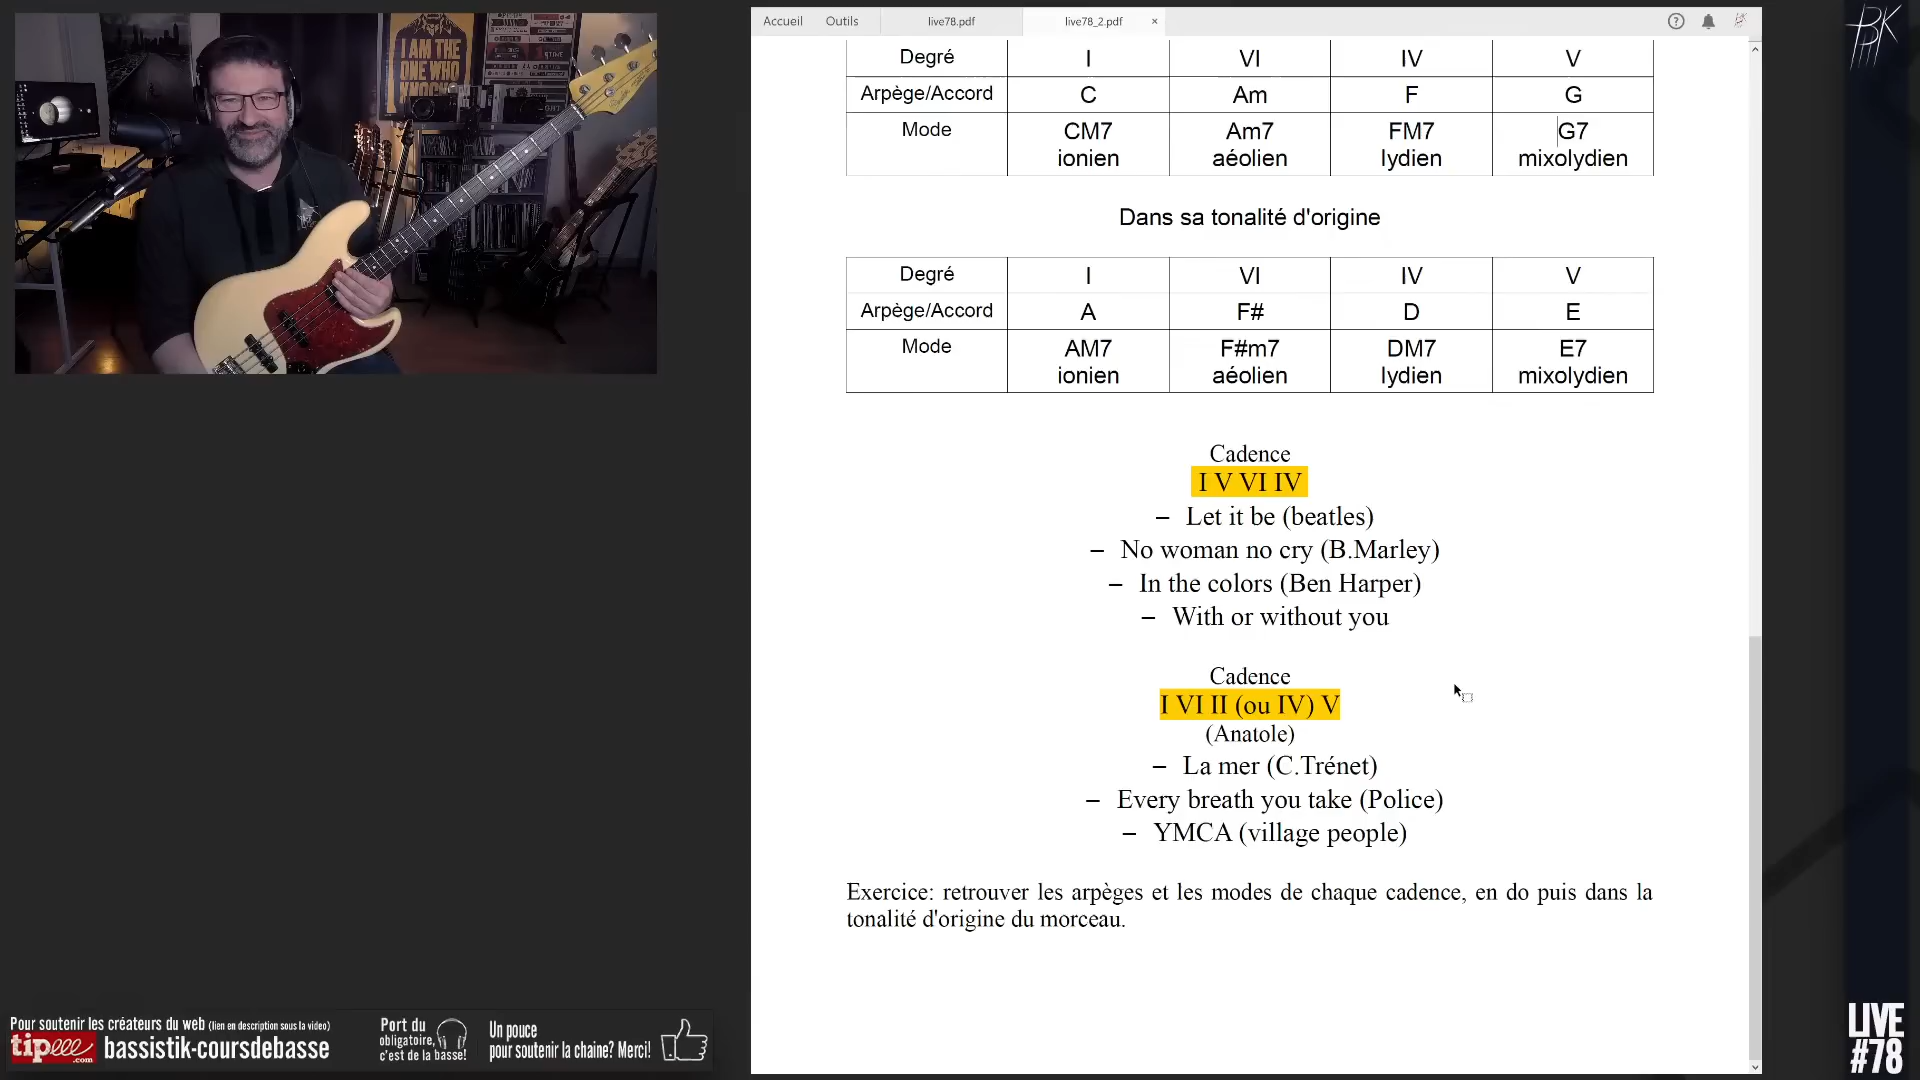 I AM THE
ONE WHO
KNOCKS
Accueil
Outils
live78.pdf
live78_2.pdf
×
Degré I VI IV V
Arpège/Accord C Am F G
Mode CM7 Am7 FM7 G7
ionien aéolien lydien mixolydien
Dans sa tonalité d'origine
Degré I VI IV V
Arpège/Accord A F# D E
Mode AM7 F#m7 DM7 E7
ionien aéolien lydien mixolydien
Cadence
I V VI IV
– Let it be (beatles)
– No woman no cry (B.Marley)
– In the colors (Ben Harper)
– With or without you
Cadence
I VI II (ou IV) V
(Anatole)
– La mer (C.Trénet)
– Every breath you take (Police)
– YMCA (village people)
Exercice: retrouver les arpèges et les modes de chaque cadence, en do puis dans la
tonalité d'origine du morceau.
Pour soutenir les créateurs du web (lien en description sous la video)
tipeee.com bassistik-coursdebasse
Port du
obligatoire,
c'est de la basse!
Un pouce
pour soutenir la chaine? Merci!
LIVE
#78